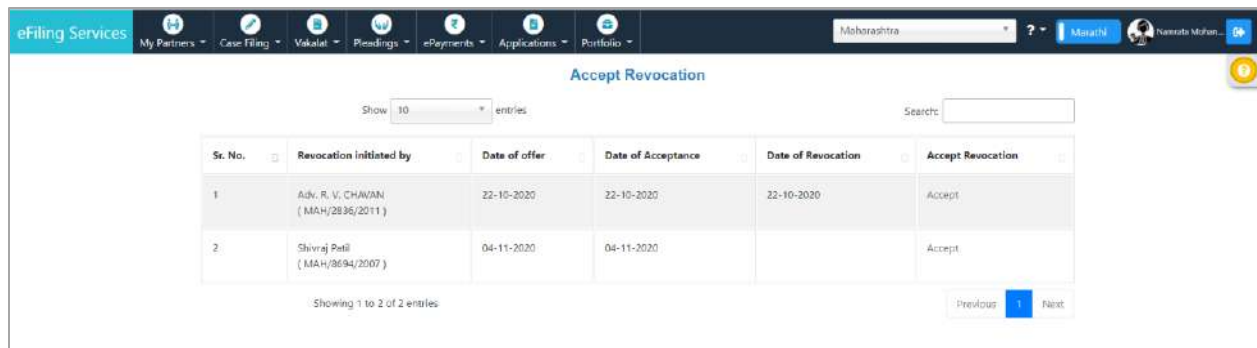 eFiling Services
My Partners Case Filing Vakalat Pleadings ePayments Applications Portfolio
Maharashtra ? Marathi Namrata Mohan...
Accept Revocation
Show 10 entries Search:
Sr. No. Revocation initiated by Date of offer Date of Acceptance Date of Revocation Accept Revocation
1 Adv. R. V. CHAVAN 22-10-2020 22-10-2020 22-10-2020 Accept
( MAH/2836/2011 )
2 Shivraj Patil 04-11-2020 04-11-2020 Accept
( MAH/8694/2007 )
Showing 1 to 2 of 2 entries Previous 1 Next